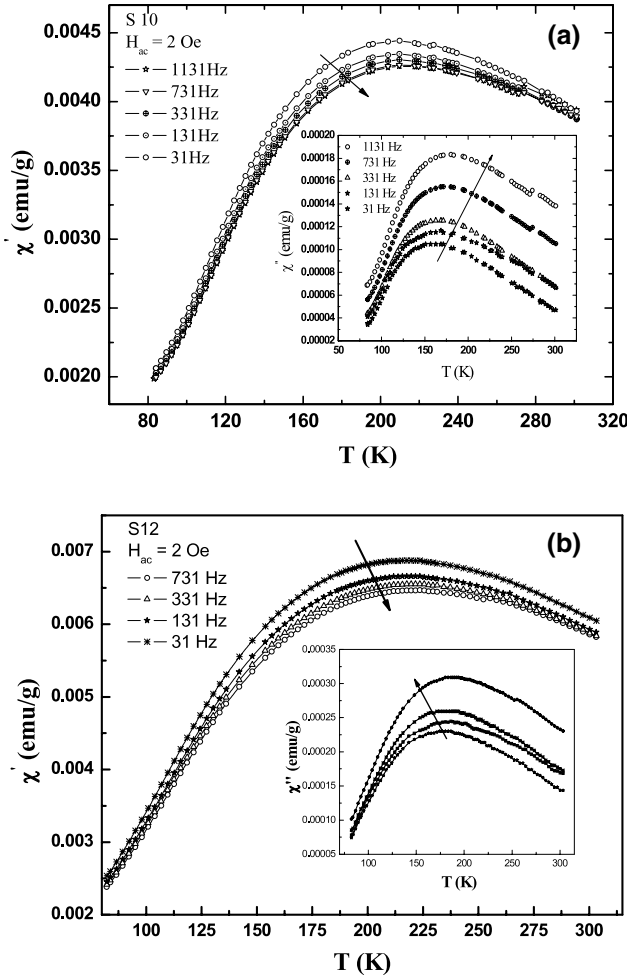 S 10
H_ac = 2 Oe
1131Hz
731Hz
331Hz
131Hz
31Hz
(a)
0.0045
0.0040
0.0035
0.0030
0.0025
0.0020
χ' (emu/g)
80 120 160 200 240 280 320
T (K)
0.00020
0.00018
0.00016
0.00014
0.00012
0.00010
0.00008
0.00006
0.00004
0.00002
χ" (emu/g)
1131 Hz
731 Hz
331 Hz
131 Hz
31 Hz
50 100 150 200 250 300
T (K)
S12
H_ac = 2 Oe
731 Hz
331 Hz
131 Hz
31 Hz
(b)
0.007
0.006
0.005
0.004
0.003
0.002
χ' (emu/g)
100 125 150 175 200 225 250 275 300
T (K)
0.00035
0.00030
0.00025
0.00020
0.00015
0.00010
0.00005
χ'' (emu/g)
100 150 200 250 300
T (K)